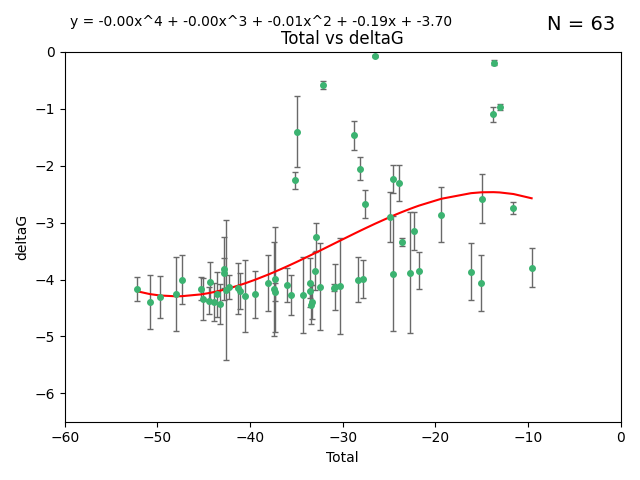 y = -0.00x^4 + -0.00x^3 + -0.01x^2 + -0.19x + -3.70
N = 63
Total vs deltaG
0
−1
−2
−3
−4
−5
−6
deltaG
−60
−50
−40
−30
−20
−10
0
Total